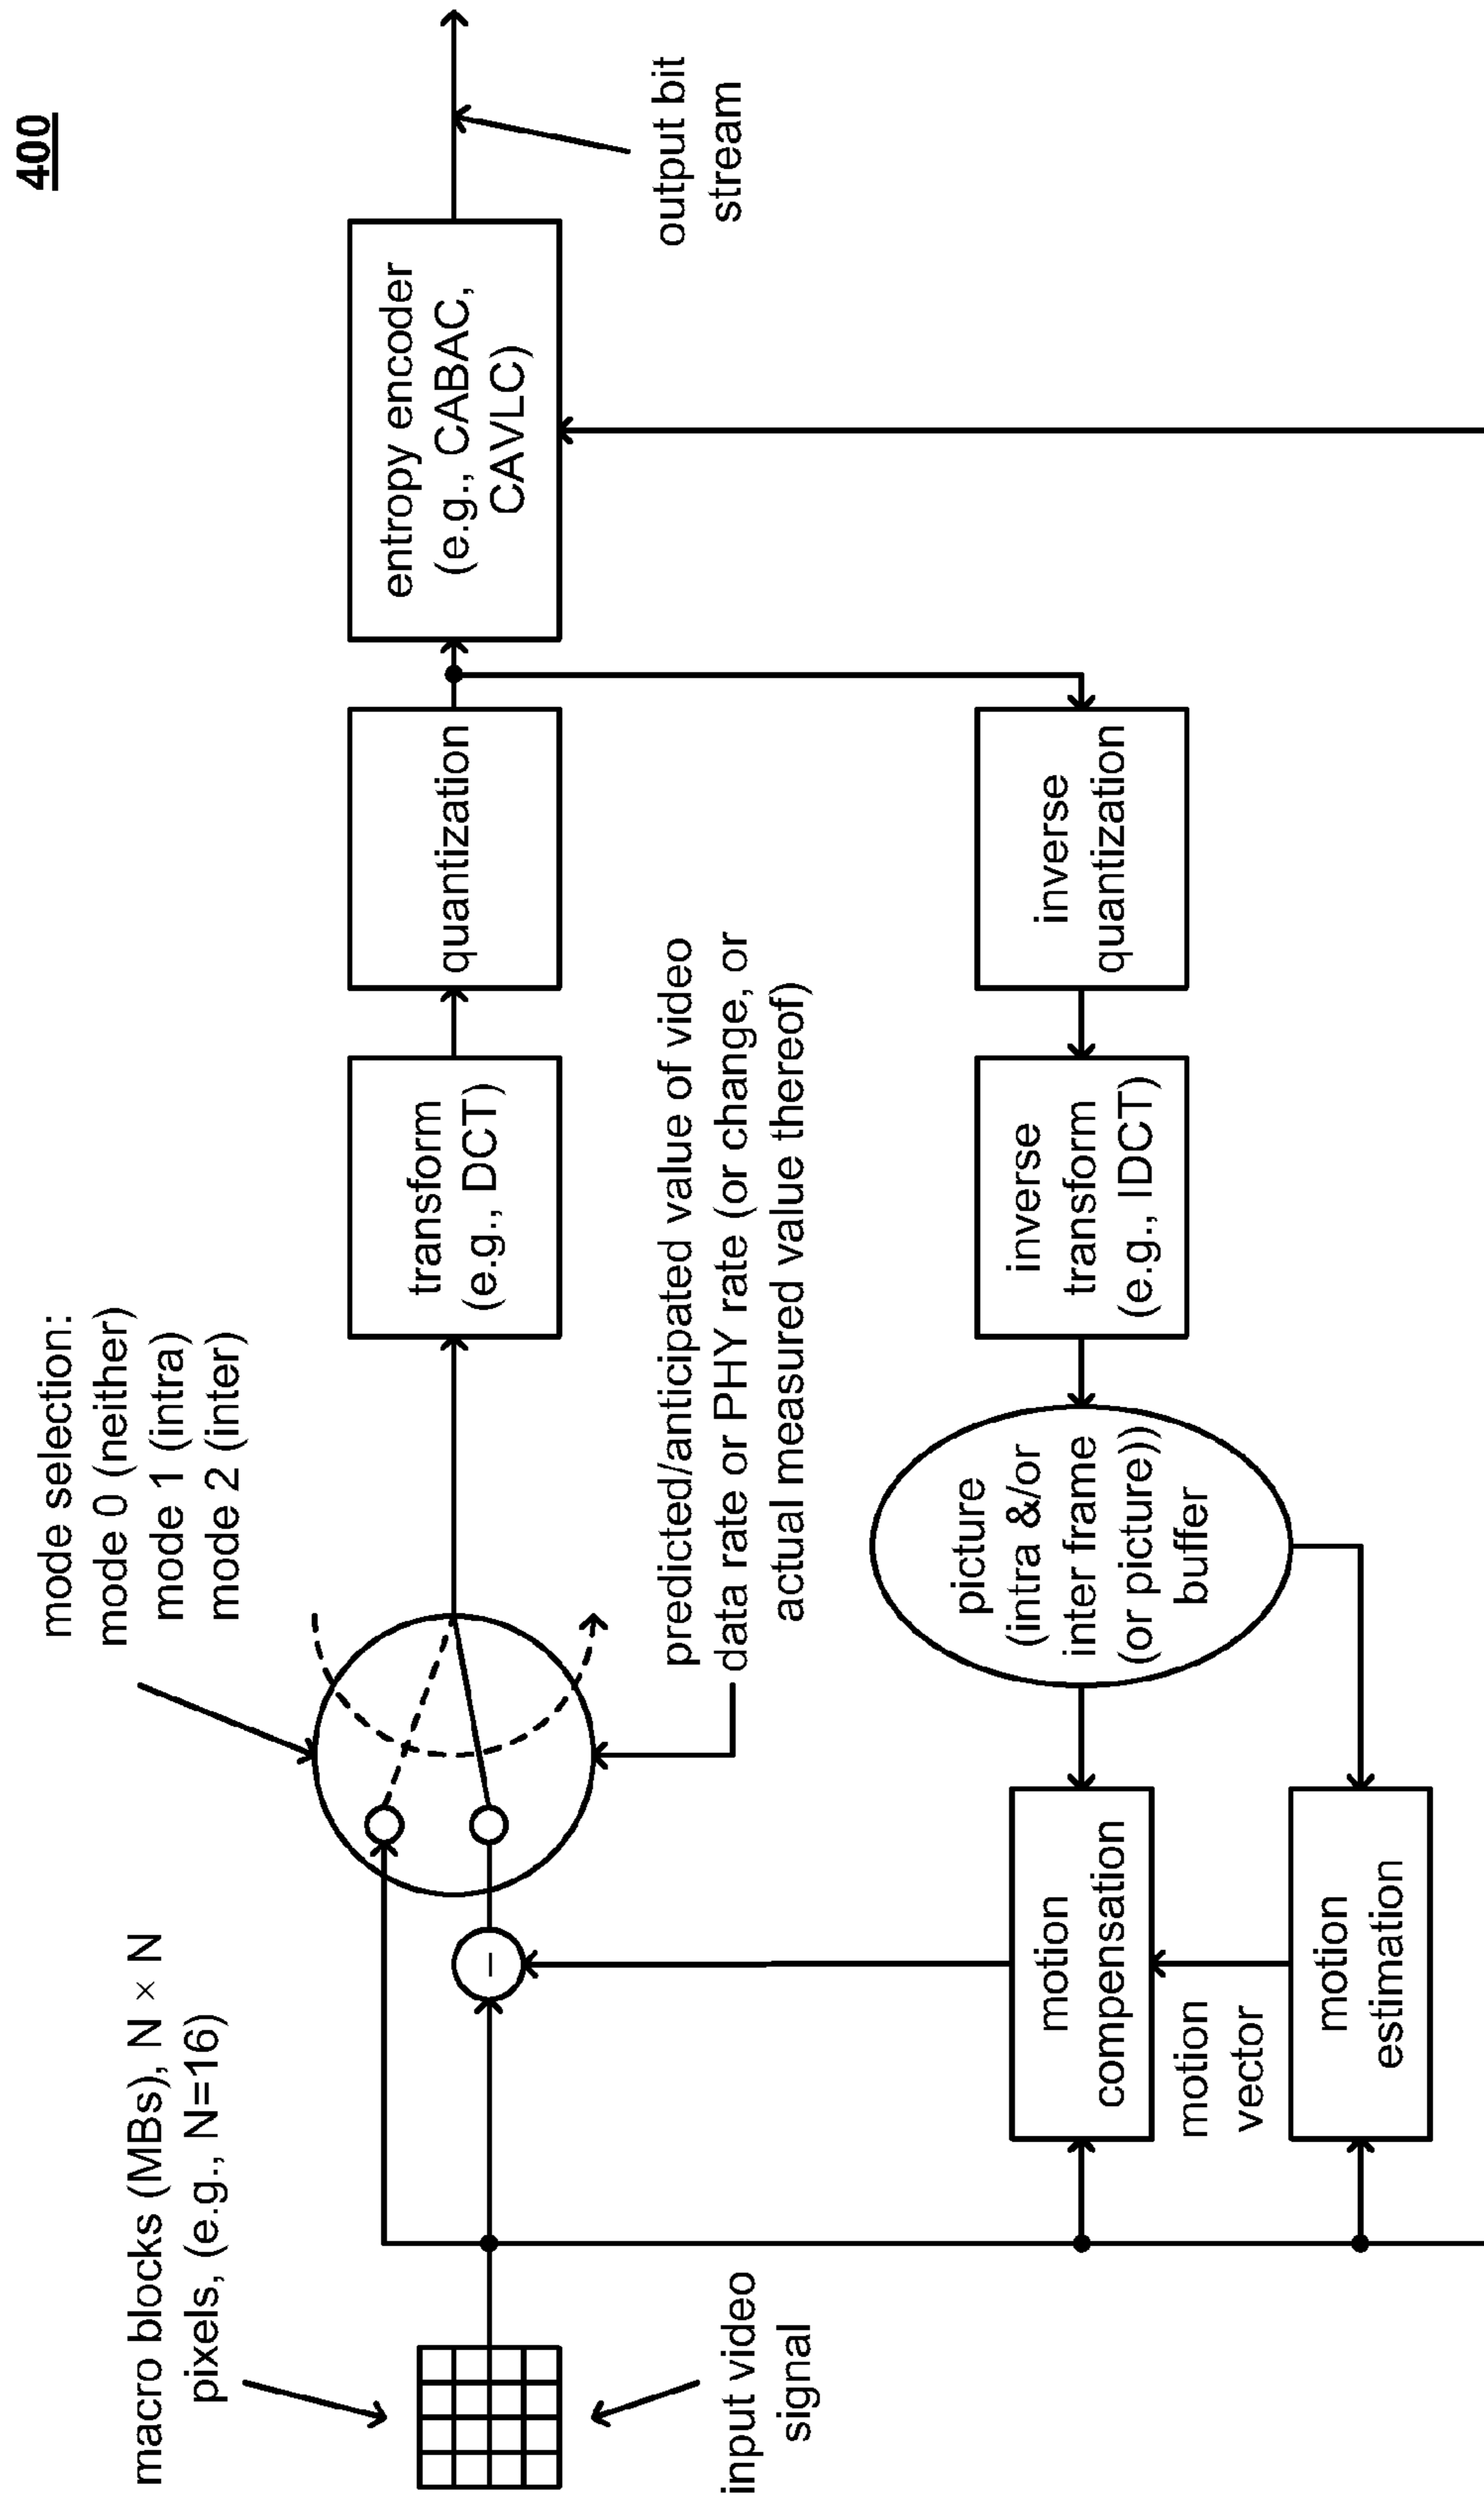 400
macro blocks (MBs), N × N
pixels, (e.g., N=16)
mode selection:
mode 0 (neither)
mode 1 (intra)
mode 2 (inter)
input video
signal
–
transform
(e.g., DCT)
quantization
entropy encoder
(e.g., CABAC,
CAVLC)
output bit
stream
predicted/anticipated value of video
data rate or PHY rate (or change, or
actual measured value thereof)
motion
compensation
motion
vector
motion
estimation
picture
(intra &/or
inter frame
(or picture))
buffer
inverse
transform
(e.g., IDCT)
inverse
quantization